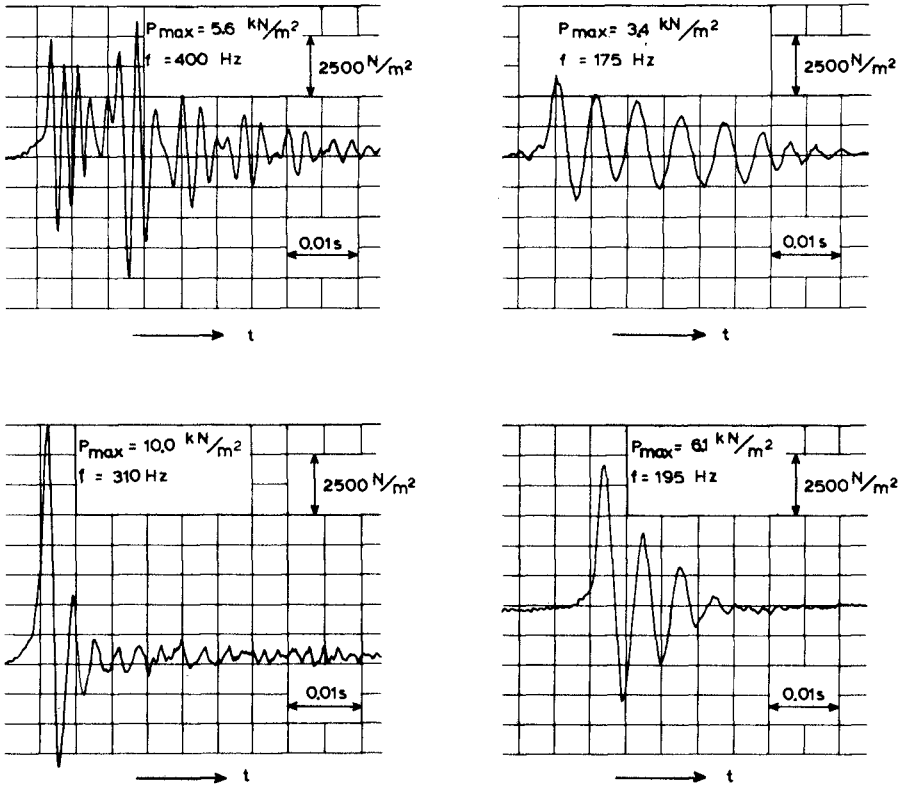 Pmax = 5.6 kN/m²
f = 400 Hz
2500 N/m²
0.01s
t
Pmax = 3.4 kN/m²
f = 175 Hz
2500 N/m²
0.01s
t
Pmax = 10.0 kN/m²
f = 310 Hz
2500 N/m²
0.01s
t
Pmax = 6.1 kN/m²
f = 195 Hz
2500 N/m²
0.01s
t